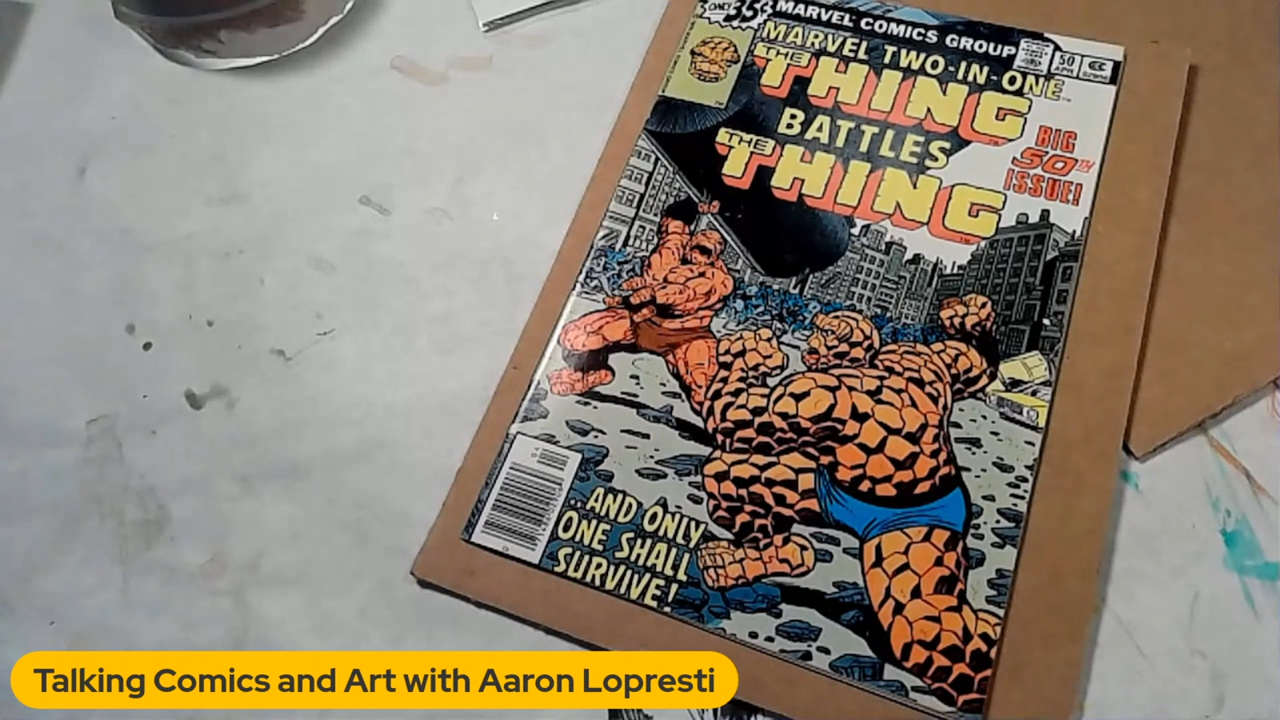 ONLY 35¢ MARVEL COMICS GROUP
50
APR
MARVEL TWO-IN-ONE
THE THING
BATTLES
THE THING
BIG
50TH
ISSUE!
...AND ONLY
ONE SHALL
SURVIVE!
Talking Comics and Art with Aaron Lopresti